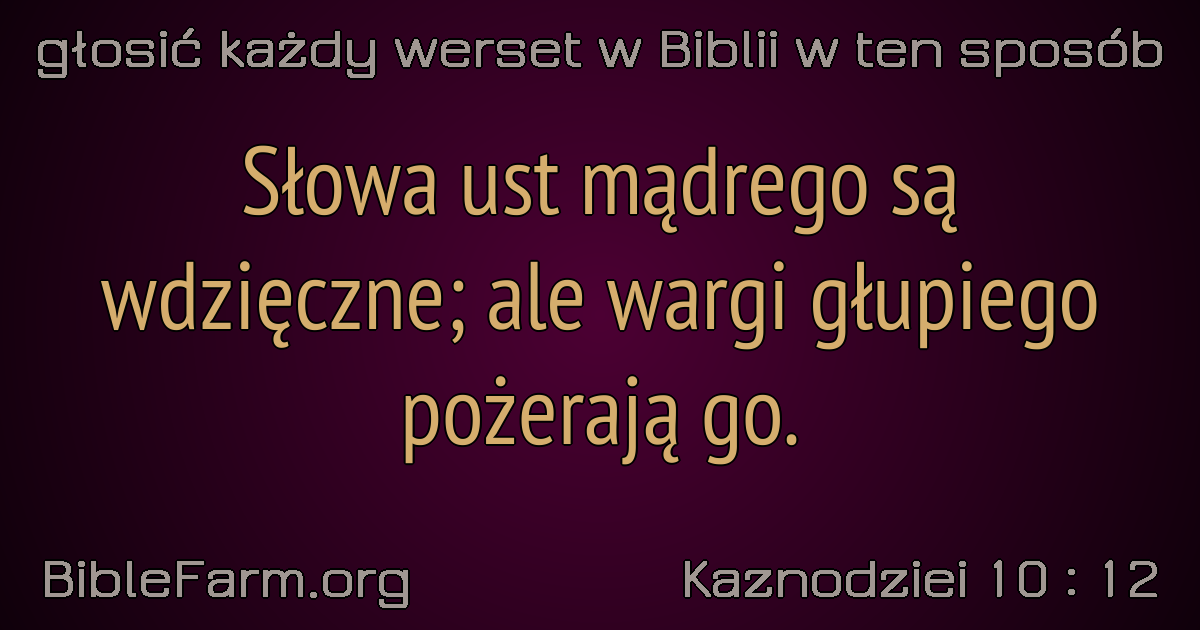 głosić każdy werset w Biblii w ten sposób
Słowa ust mądrego są
wdzięczne; ale wargi głupiego
pożerają go.
BibleFarm.org
Kaznodziei 10 : 12